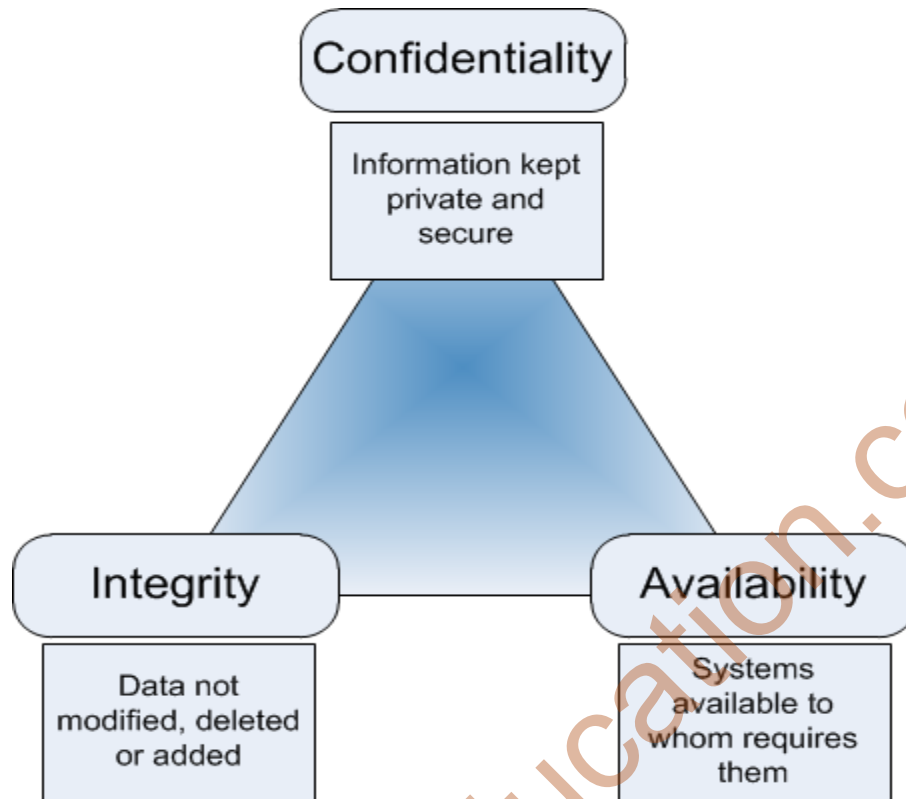 Confidentiality
Information kept
private and
secure
Integrity
Data not
modified, deleted
or added
Availability
Systems
available to
whom requires
them